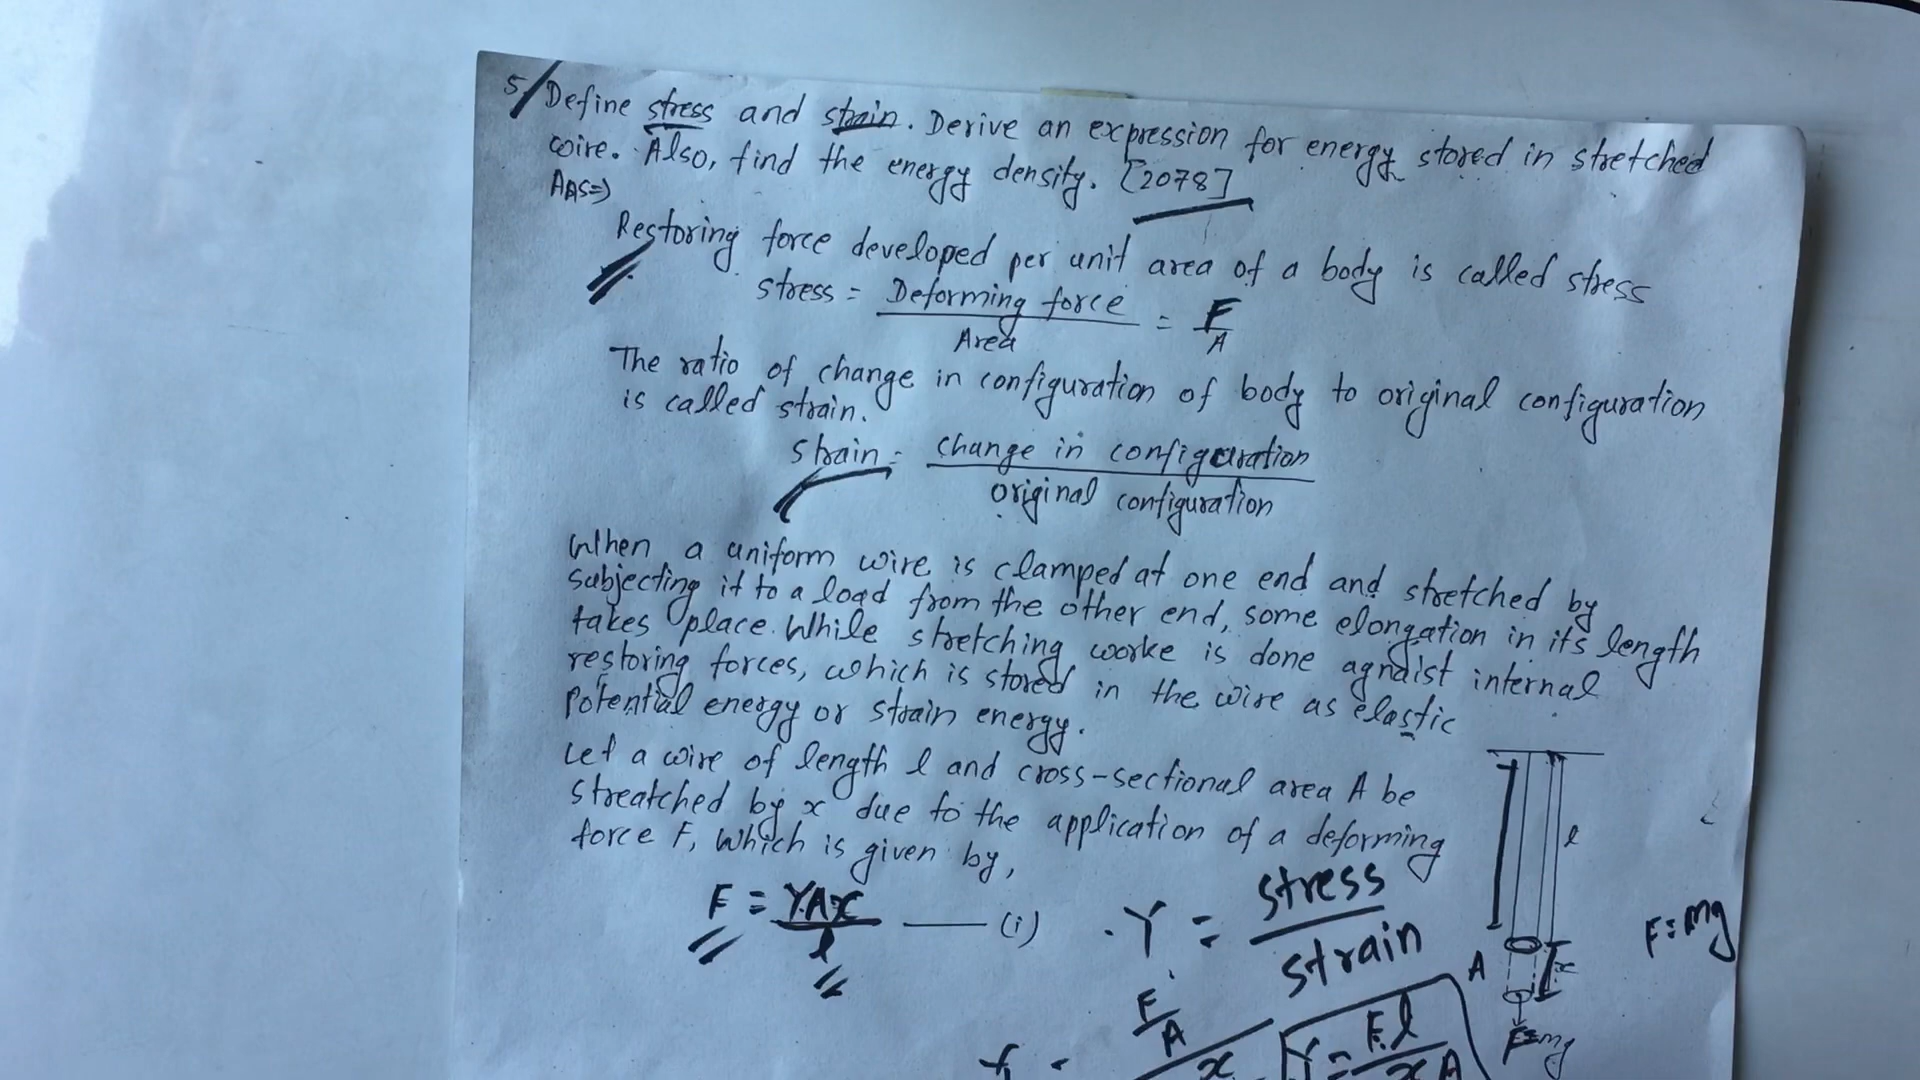 5. Define stress and strain. Derive an expression for energy stored in stretched
wire. Also, find the energy density. [2078]
Ans⇒
Restoring force developed per unit area of a body is called stress
stress = Deforming force / Area = F/A
The ratio of change in configuration of body to original configuration
is called strain.
Strain = change in configuration / original configuration
When a uniform wire is clamped at one end and stretched by
subjecting it to a load from the other end, some elongation in its length
takes place. While stretching worke is done agnaist internal
restoring forces, which is stored in the wire as elastic
Potential energy or strain energy.
Let a wire of length l and cross-sectional area A be
streatched by x due to the application of a deforming
force F, Which is given by,
F = YAx / l —— (i)
Y = stress / strain
l
F = mg
A
x
F=mg
Y = F/A / x
Y = F.l / xA